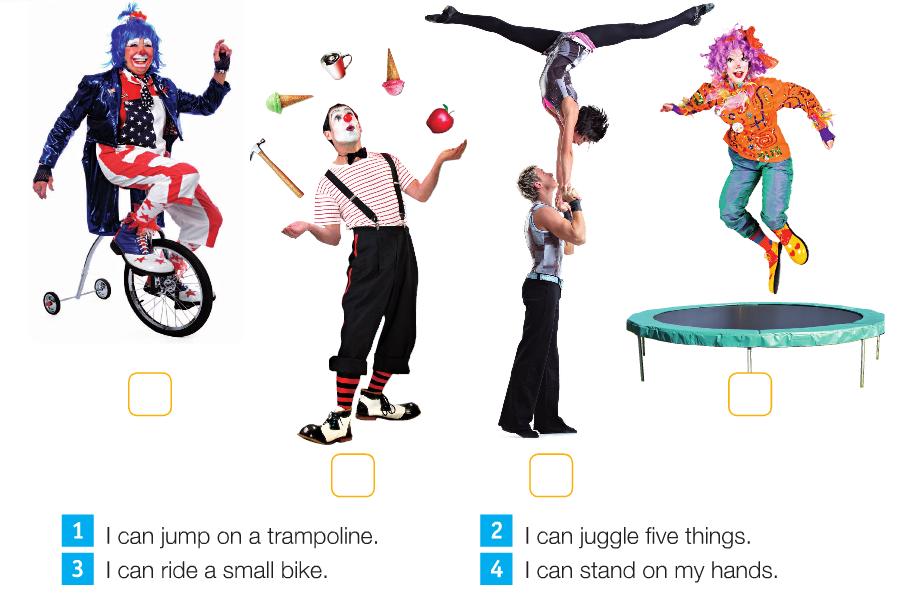 1 I can jump on a trampoline.
2 I can juggle five things.
3 I can ride a small bike.
4 I can stand on my hands.